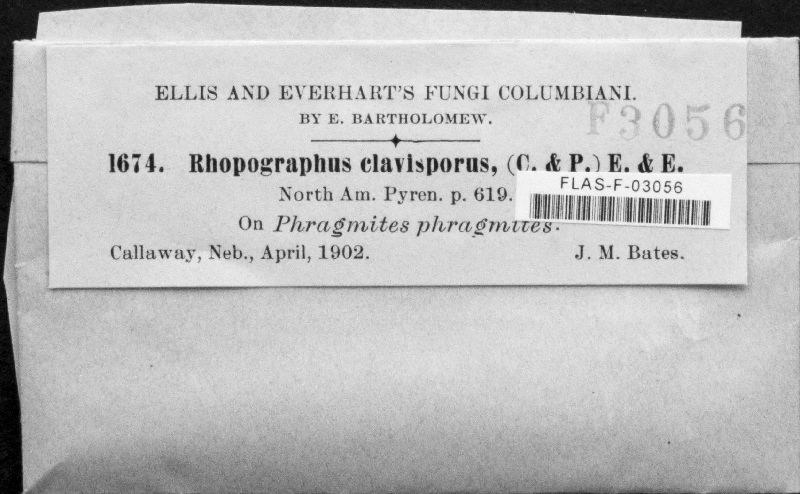 ELLIS AND EVERHART'S FUNGI COLUMBIANI.
BY E. BARTHOLOMEW.
F3056
1674. Rhopographus clavisporus, (C. & P.) E. & E.
North Am. Pyren. p. 619.
FLAS-F-03056
On Phragmites phragmites.
Callaway, Neb., April, 1902. J. M. Bates.